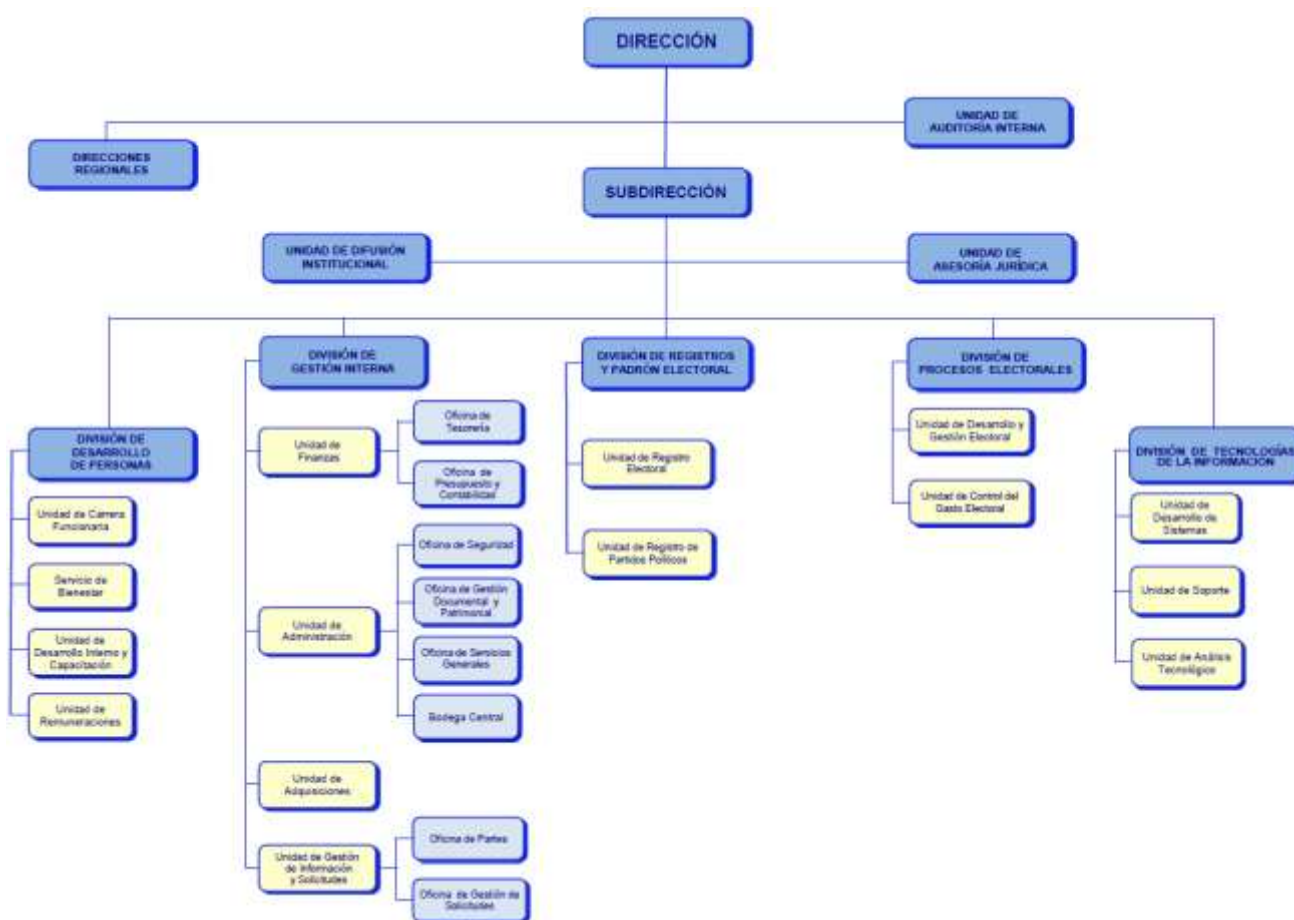 DIRECCIÓN
UNIDAD DE
AUDITORÍA INTERNA
DIRECCIONES
REGIONALES
SUBDIRECCIÓN
UNIDAD DE DIFUSIÓN
INSTITUCIONAL
UNIDAD DE
ASESORÍA JURÍDICA
DIVISIÓN DE
DESARROLLO
DE PERSONAS
Unidad de Carrera
Funcionaria
Servicio de
Bienestar
Unidad de
Desarrollo Interno y
Capacitación
Unidad de
Remuneraciones
DIVISIÓN DE
GESTIÓN INTERNA
Unidad de
Finanzas
Oficina de
Tesorería
Oficina de
Presupuesto y
Contabilidad
Unidad de
Administración
Oficina de Seguridad
Oficina de Gestión
Documental y
Patrimonial
Oficina de Servicios
Generales
Bodega Central
Unidad de
Adquisiciones
Unidad de Gestión
de Información
y Solicitudes
Oficina de Partes
Oficina de Gestión de
Solicitudes
DIVISIÓN DE REGISTROS
Y PADRÓN ELECTORAL
Unidad de Registro
Electoral
Unidad de Registro de
Partidos Políticos
DIVISIÓN DE
PROCESOS ELECTORALES
Unidad de Desarrollo y
Gestión Electoral
Unidad de Control del
Gasto Electoral
DIVISIÓN DE TECNOLOGÍAS
DE LA INFORMACIÓN
Unidad de
Desarrollo de
Sistemas
Unidad de Soporte
Unidad de Análisis
Tecnológico